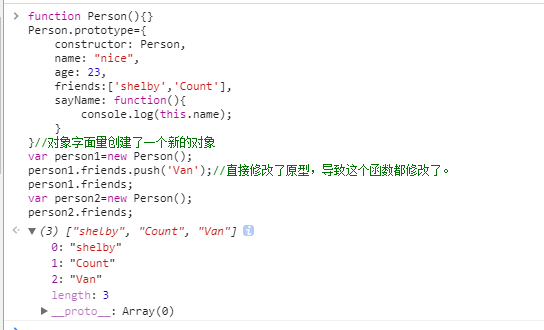 > function Person(){}
Person.prototype={
    constructor: Person,
    name: "nice",
    age: 23,
    friends:['shelby','Count'],
    sayName: function(){
        console.log(this.name);
    }
}//对象字面量创建了一个新的对象
var person1=new Person();
person1.friends.push('Van');//直接修改了原型，导致这个函数都修改了。
person1.friends;
var person2=new Person();
person2.friends;
<· ▼ (3) ["shelby", "Count", "Van"] i
    0: "shelby"
    1: "Count"
    2: "Van"
    length: 3
  ▶ __proto__: Array(0)
>